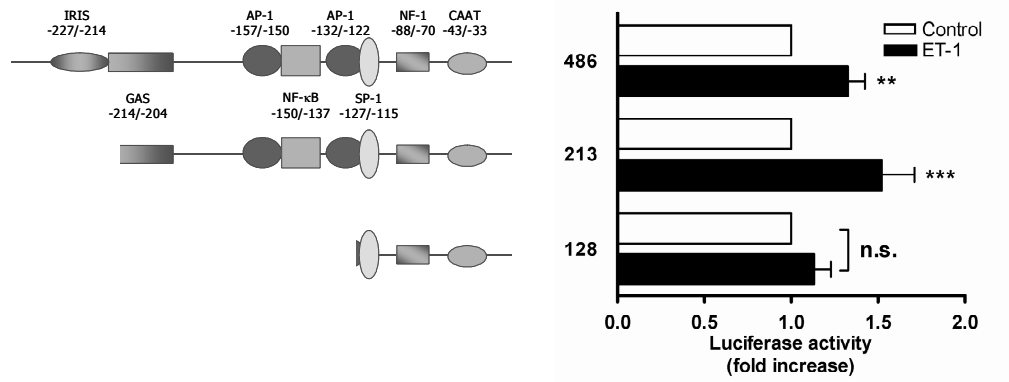 IRIS
-227/-214
AP-1
-157/-150
AP-1
-132/-122
NF-1
-88/-70
CAAT
-43/-33
GAS
-214/-204
NF-κB
-150/-137
SP-1
-127/-115
Control
ET-1
486
**
213
***
128
n.s.
0.0 0.5 1.0 1.5 2.0
Luciferase activity
(fold increase)